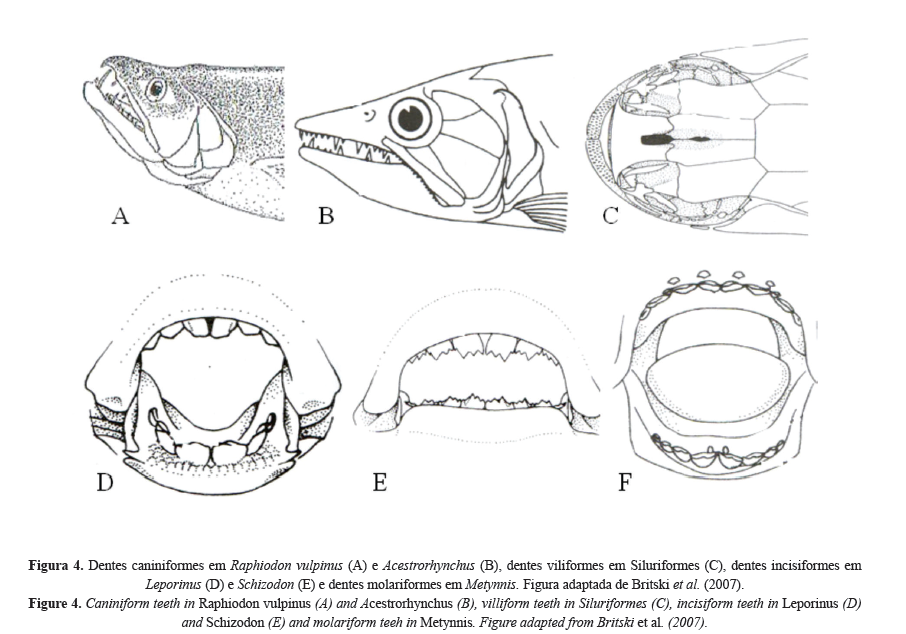 A
B
C
D
E
F
Figura 4. Dentes caniniformes em Raphiodon vulpinus (A) e Acestrorhynchus (B), dentes viliformes em Siluriformes (C), dentes incisiformes em
Leporinus (D) e Schizodon (E) e dentes molariformes em Metynnis. Figura adaptada de Britski et al. (2007).
Figure 4. Caniniform teeth in Raphiodon vulpinus (A) and Acestrorhynchus (B), villiform teeth in Siluriformes (C), incisiform teeth in Leporinus (D)
and Schizodon (E) and molariform teeh in Metynnis. Figure adapted from Britski et al. (2007).